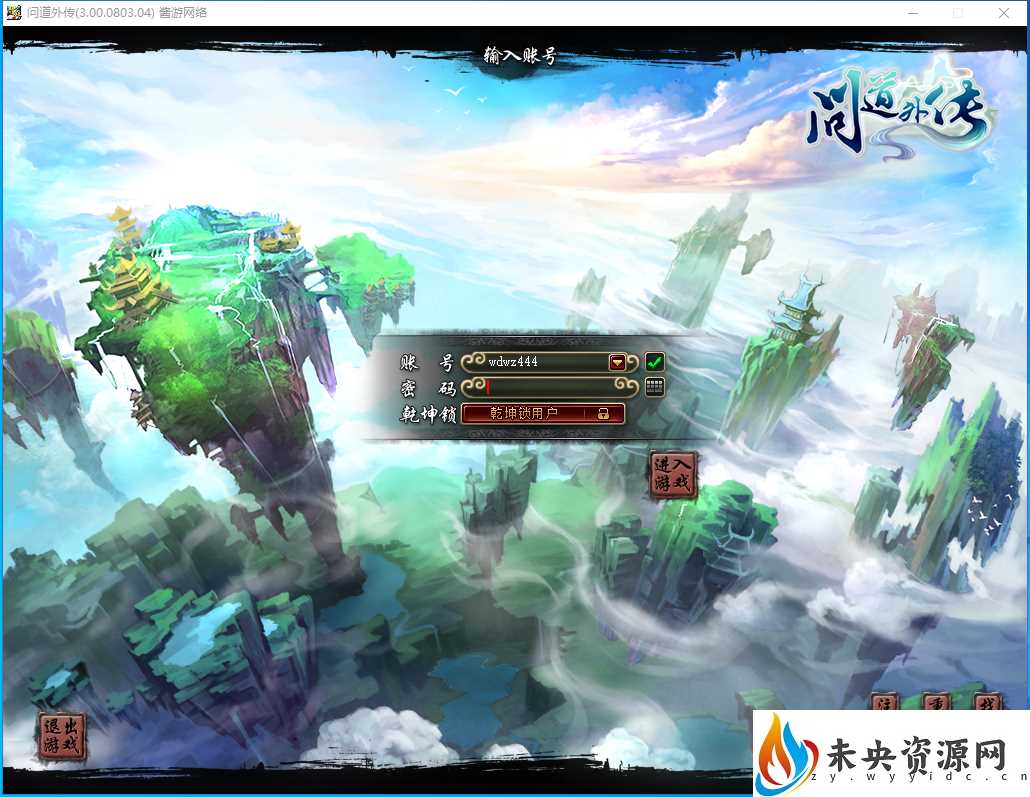 问道外传(3.00.0803.04) 酱游网络
输入账号
问道外传
账 号 wdwz444
密 码
乾坤锁 乾坤锁用户
进入
游戏
退出
游戏
未央资源网
zy.wyyidc.cn